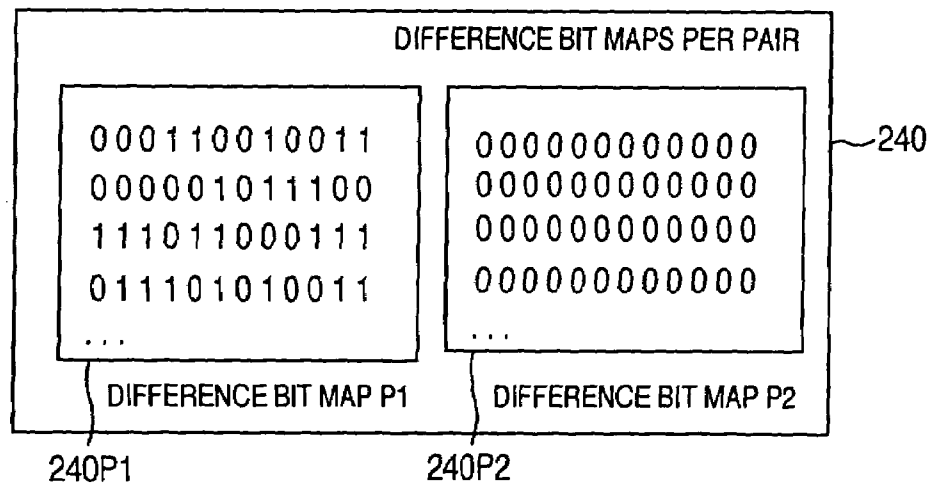 DIFFERENCE BIT MAPS PER PAIR
000110010011
000001011100
111011000111
011101010011
...
DIFFERENCE BIT MAP P1
000000000000
000000000000
000000000000
000000000000
...
DIFFERENCE BIT MAP P2
240
240P1
240P2